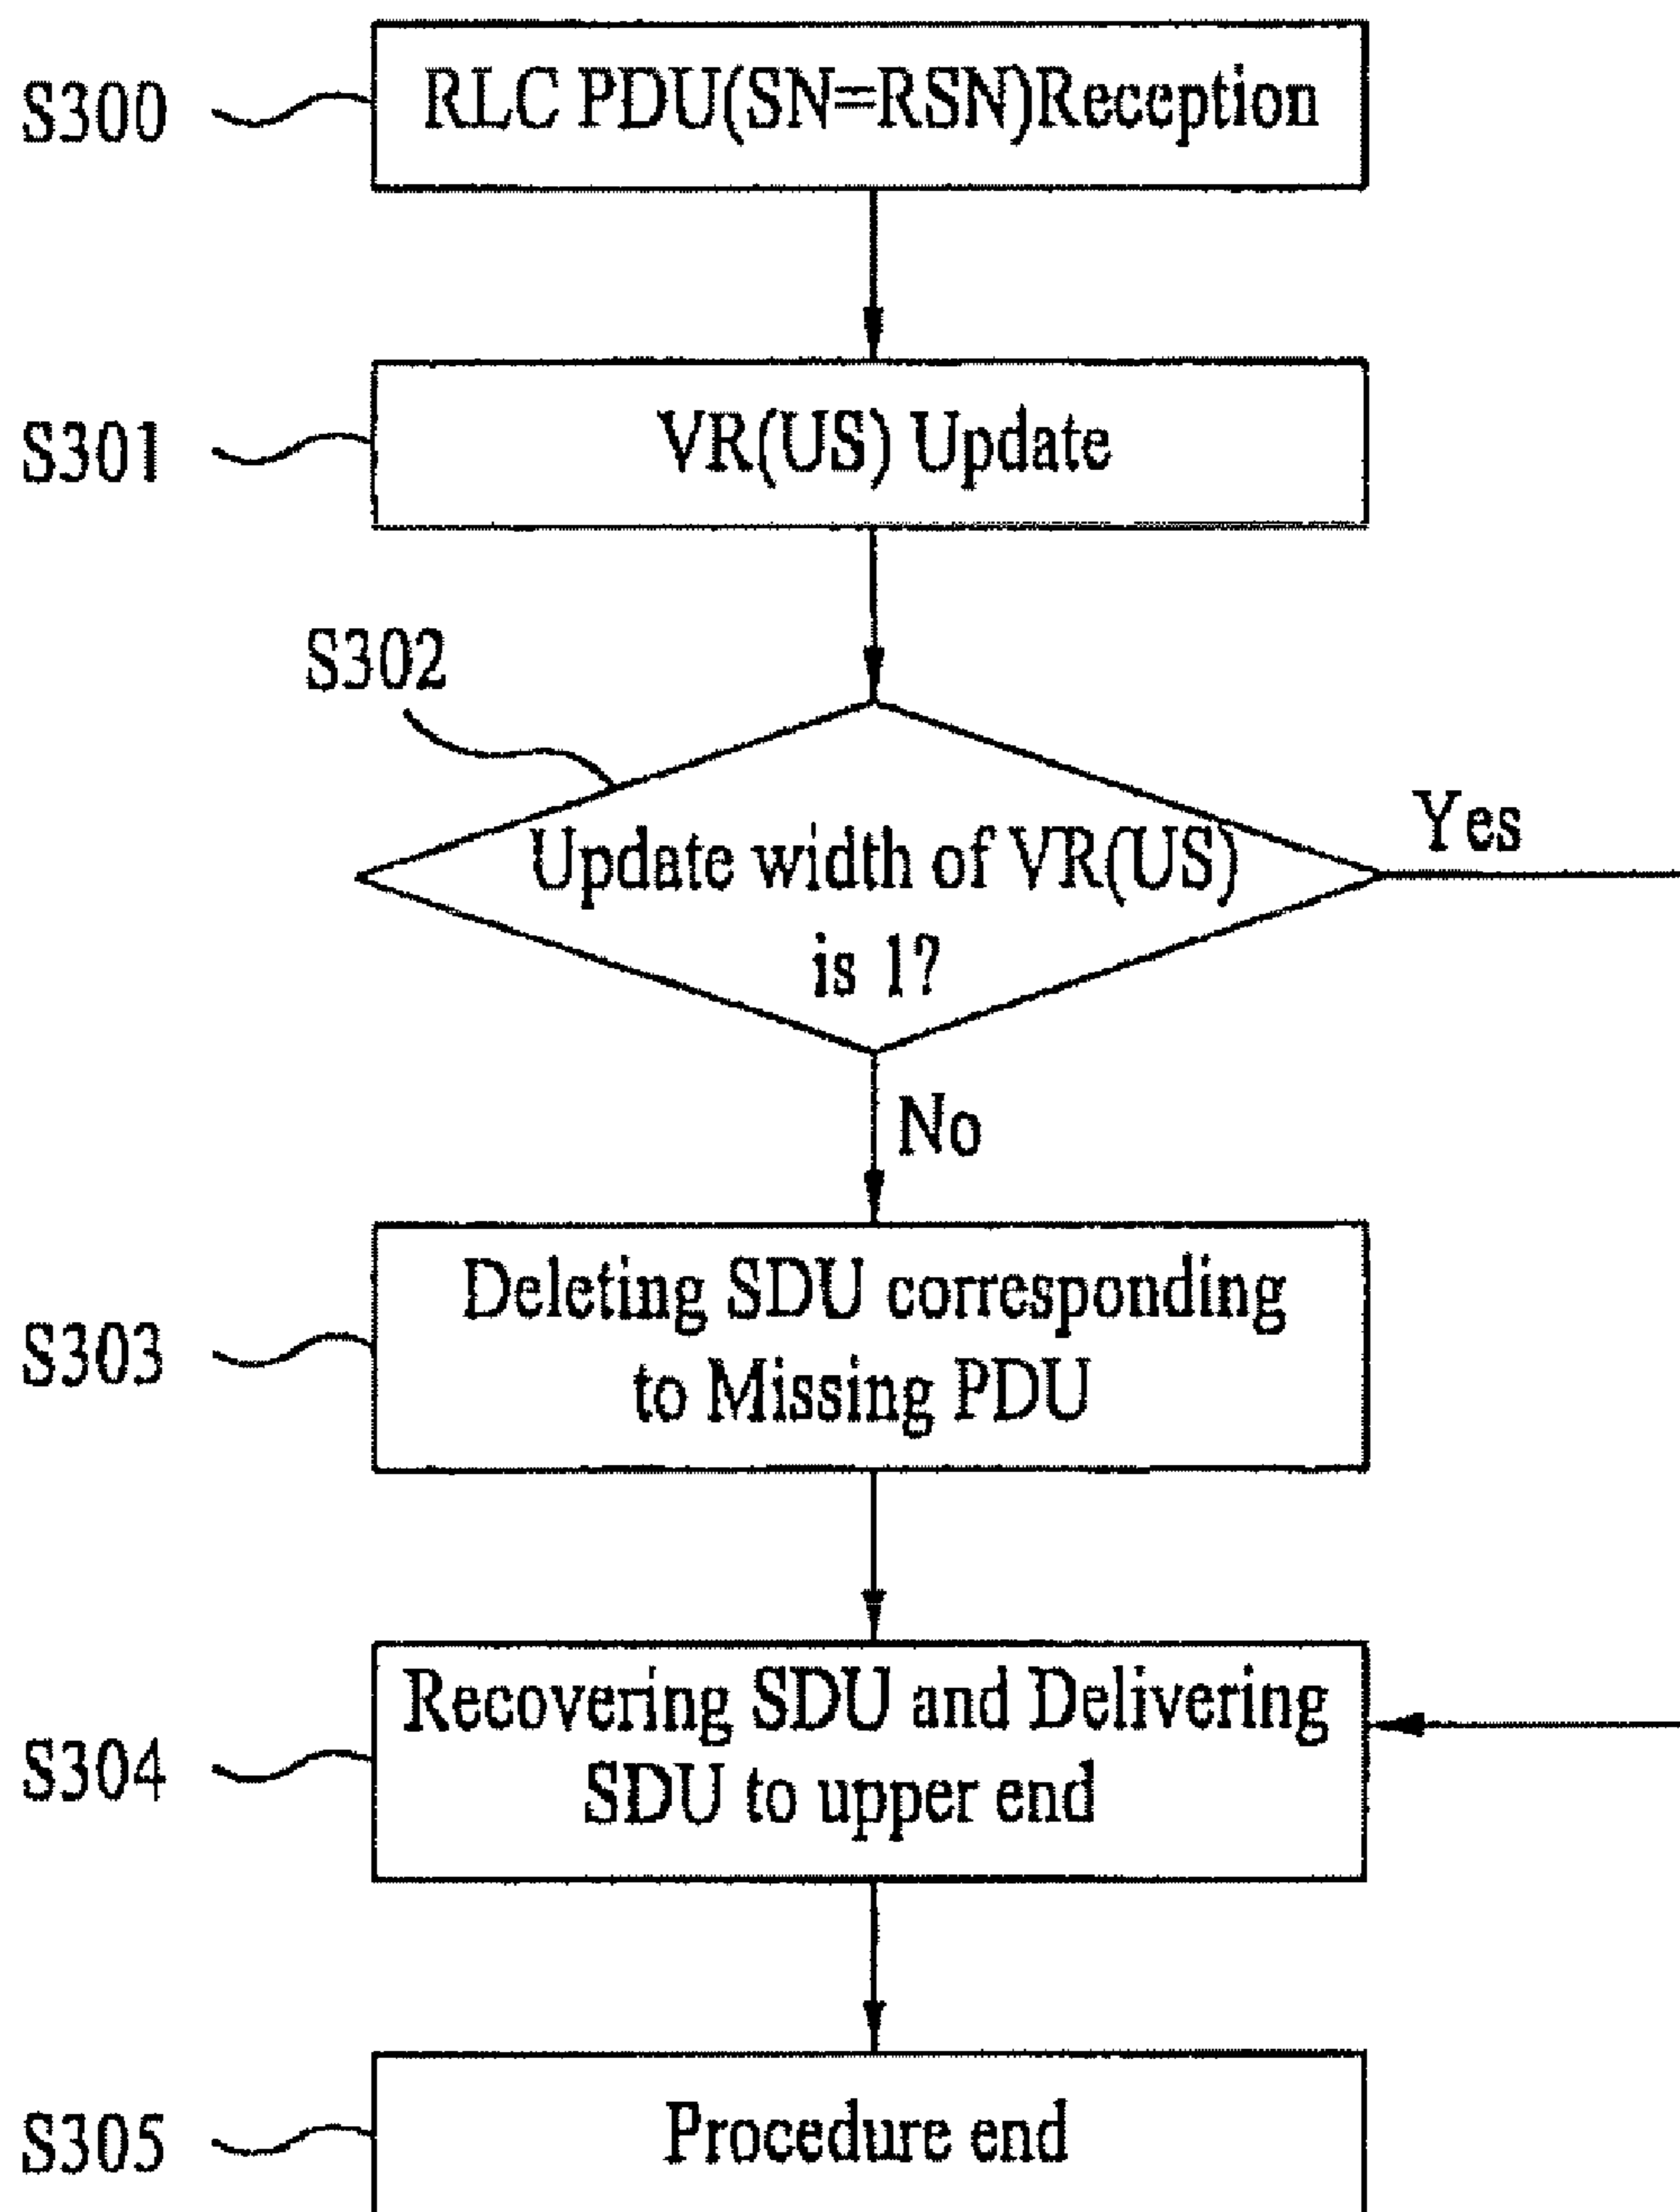 S300
RLC PDU(SN=RSN)Reception
S301
VR(US) Update
S302
Update width of VR(US)
is 1?
Yes
No
S303
Deleting SDU corresponding
to Missing PDU
S304
Recovering SDU and Delivering
SDU to upper end
S305
Procedure end